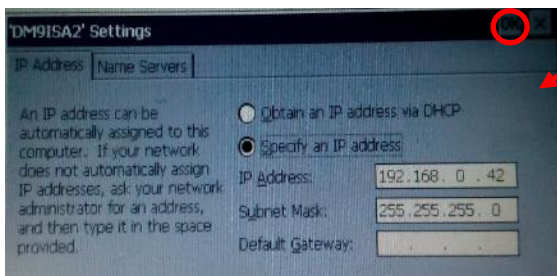 'DM9ISA2' Settings
OK ×
IP Address Name Servers
An IP address can be
automatically assigned to this
computer. If your network
does not automatically assign
IP addresses, ask your network
administrator for an address,
and then type it in the space
provided.
Obtain an IP address via DHCP
Specify an IP address
IP Address: 192.168. 0 .42
Subnet Mask: 255.255.255. 0
Default Gateway: . . .